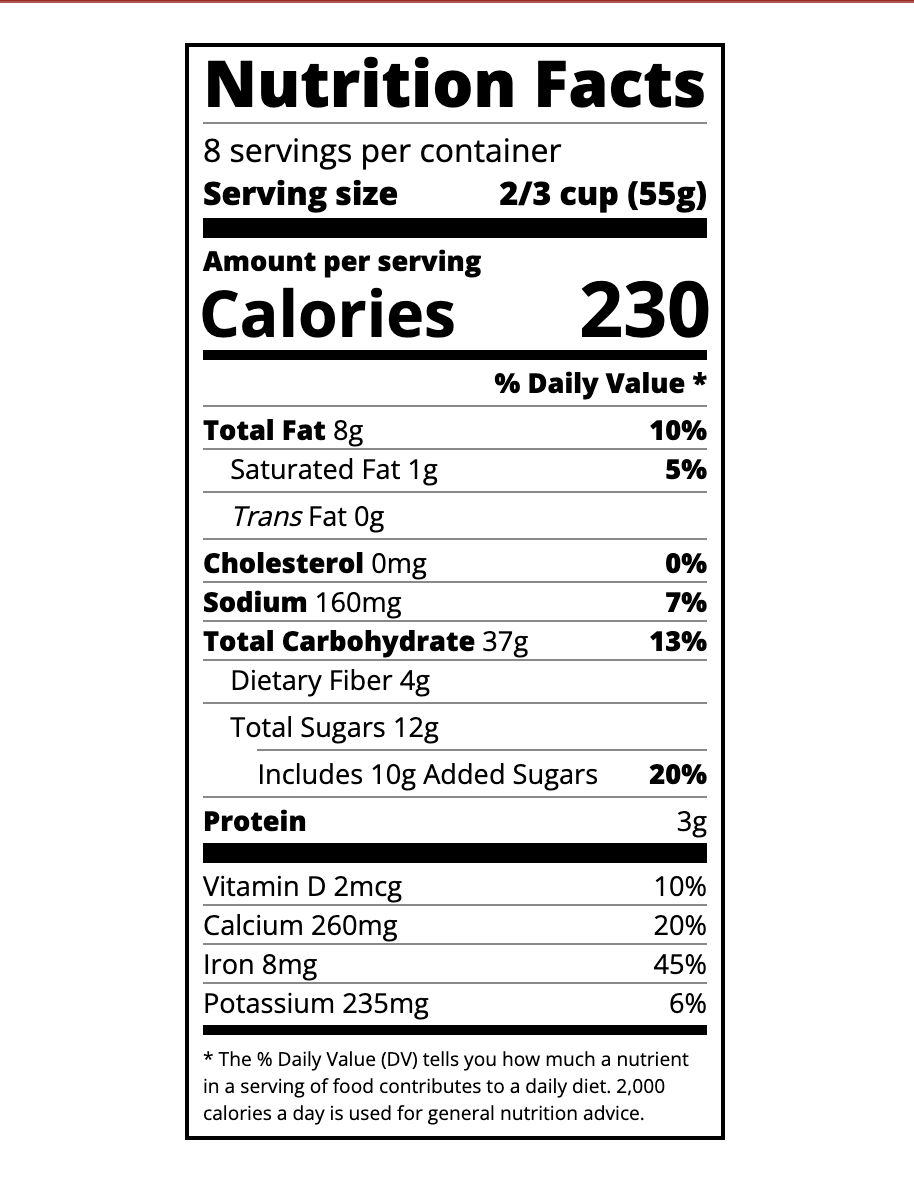 Nutrition Facts
8 servings per container
Serving size 2/3 cup (55g)
Amount per serving
Calories 230
% Daily Value *
Total Fat 8g 10%
Saturated Fat 1g 5%
Trans Fat 0g
Cholesterol 0mg 0%
Sodium 160mg 7%
Total Carbohydrate 37g 13%
Dietary Fiber 4g
Total Sugars 12g
Includes 10g Added Sugars 20%
Protein 3g
Vitamin D 2mcg 10%
Calcium 260mg 20%
Iron 8mg 45%
Potassium 235mg 6%
* The % Daily Value (DV) tells you how much a nutrient
in a serving of food contributes to a daily diet. 2,000
calories a day is used for general nutrition advice.